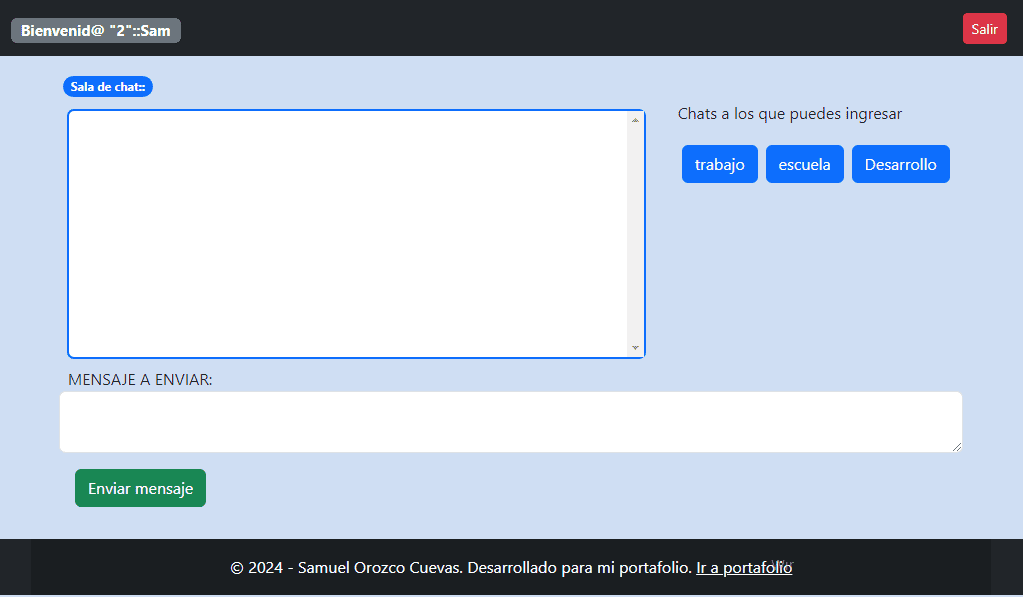 Bienvenid@ "2"::Sam
Salir
Sala de chat::
Chats a los que puedes ingresar
trabajo escuela Desarrollo
MENSAJE A ENVIAR:
Enviar mensaje
© 2024 - Samuel Orozco Cuevas. Desarrollado para mi portafolio. Ir a portafolio